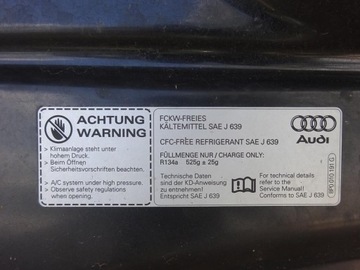 ACHTUNG
WARNING
> Klimaanlage steht unter
hohem Druck.
> Beim Öffnen
Sicherheitsvorschriften beachten.
> A/C system under high pressure.
> Observe safety regulations
when opening.
FCKW-FREIES
KÄLTEMITTEL SAE J 639
CFC-FREE REFRIGERANT SAE J 639
FÜLLMENGE NUR / CHARGE ONLY:
R134a 525g ± 25g
Technische Daten
sind der KD-Anweisung
zu entnehmen!
Entspricht SAE J 639
For technical details
refer to the
Service Manual!
Conforms to SAE J 639
Audi
8P0 010 191 G